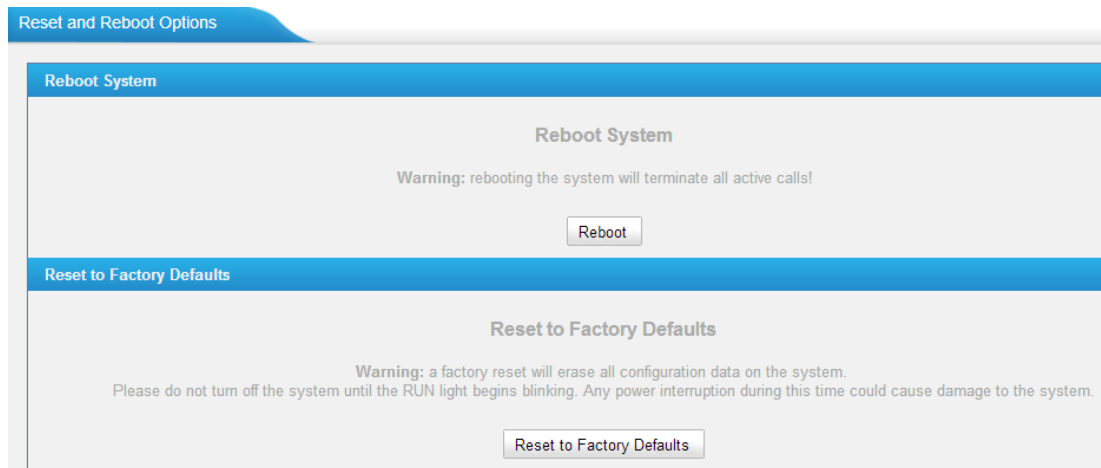 Reset and Reboot Options
Reboot System
Reboot System
Warning: rebooting the system will terminate all active calls!
Reboot
Reset to Factory Defaults
Reset to Factory Defaults
Warning: a factory reset will erase all configuration data on the system.
Please do not turn off the system until the RUN light begins blinking. Any power interruption during this time could cause damage to the system.
Reset to Factory Defaults